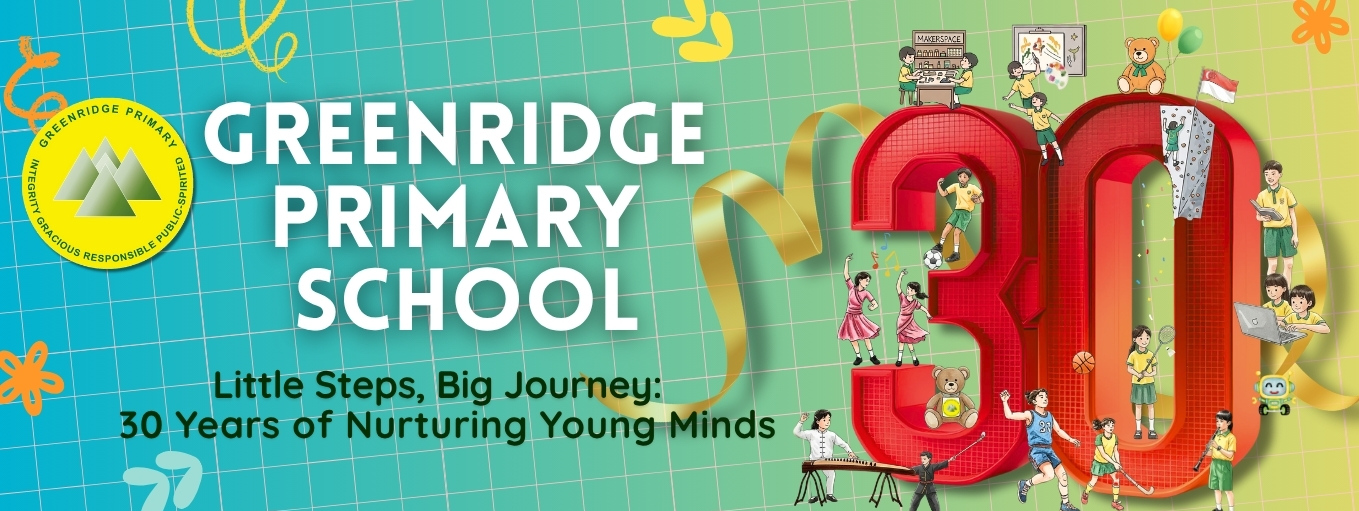 GREENRIDGE PRIMARY
INTEGRITY GRACIOUS RESPONSIBLE PUBLIC-SPIRITED
GREENRIDGE
PRIMARY
SCHOOL
Little Steps, Big Journey:
30 Years of Nurturing Young Minds
MAKERSPACE
30